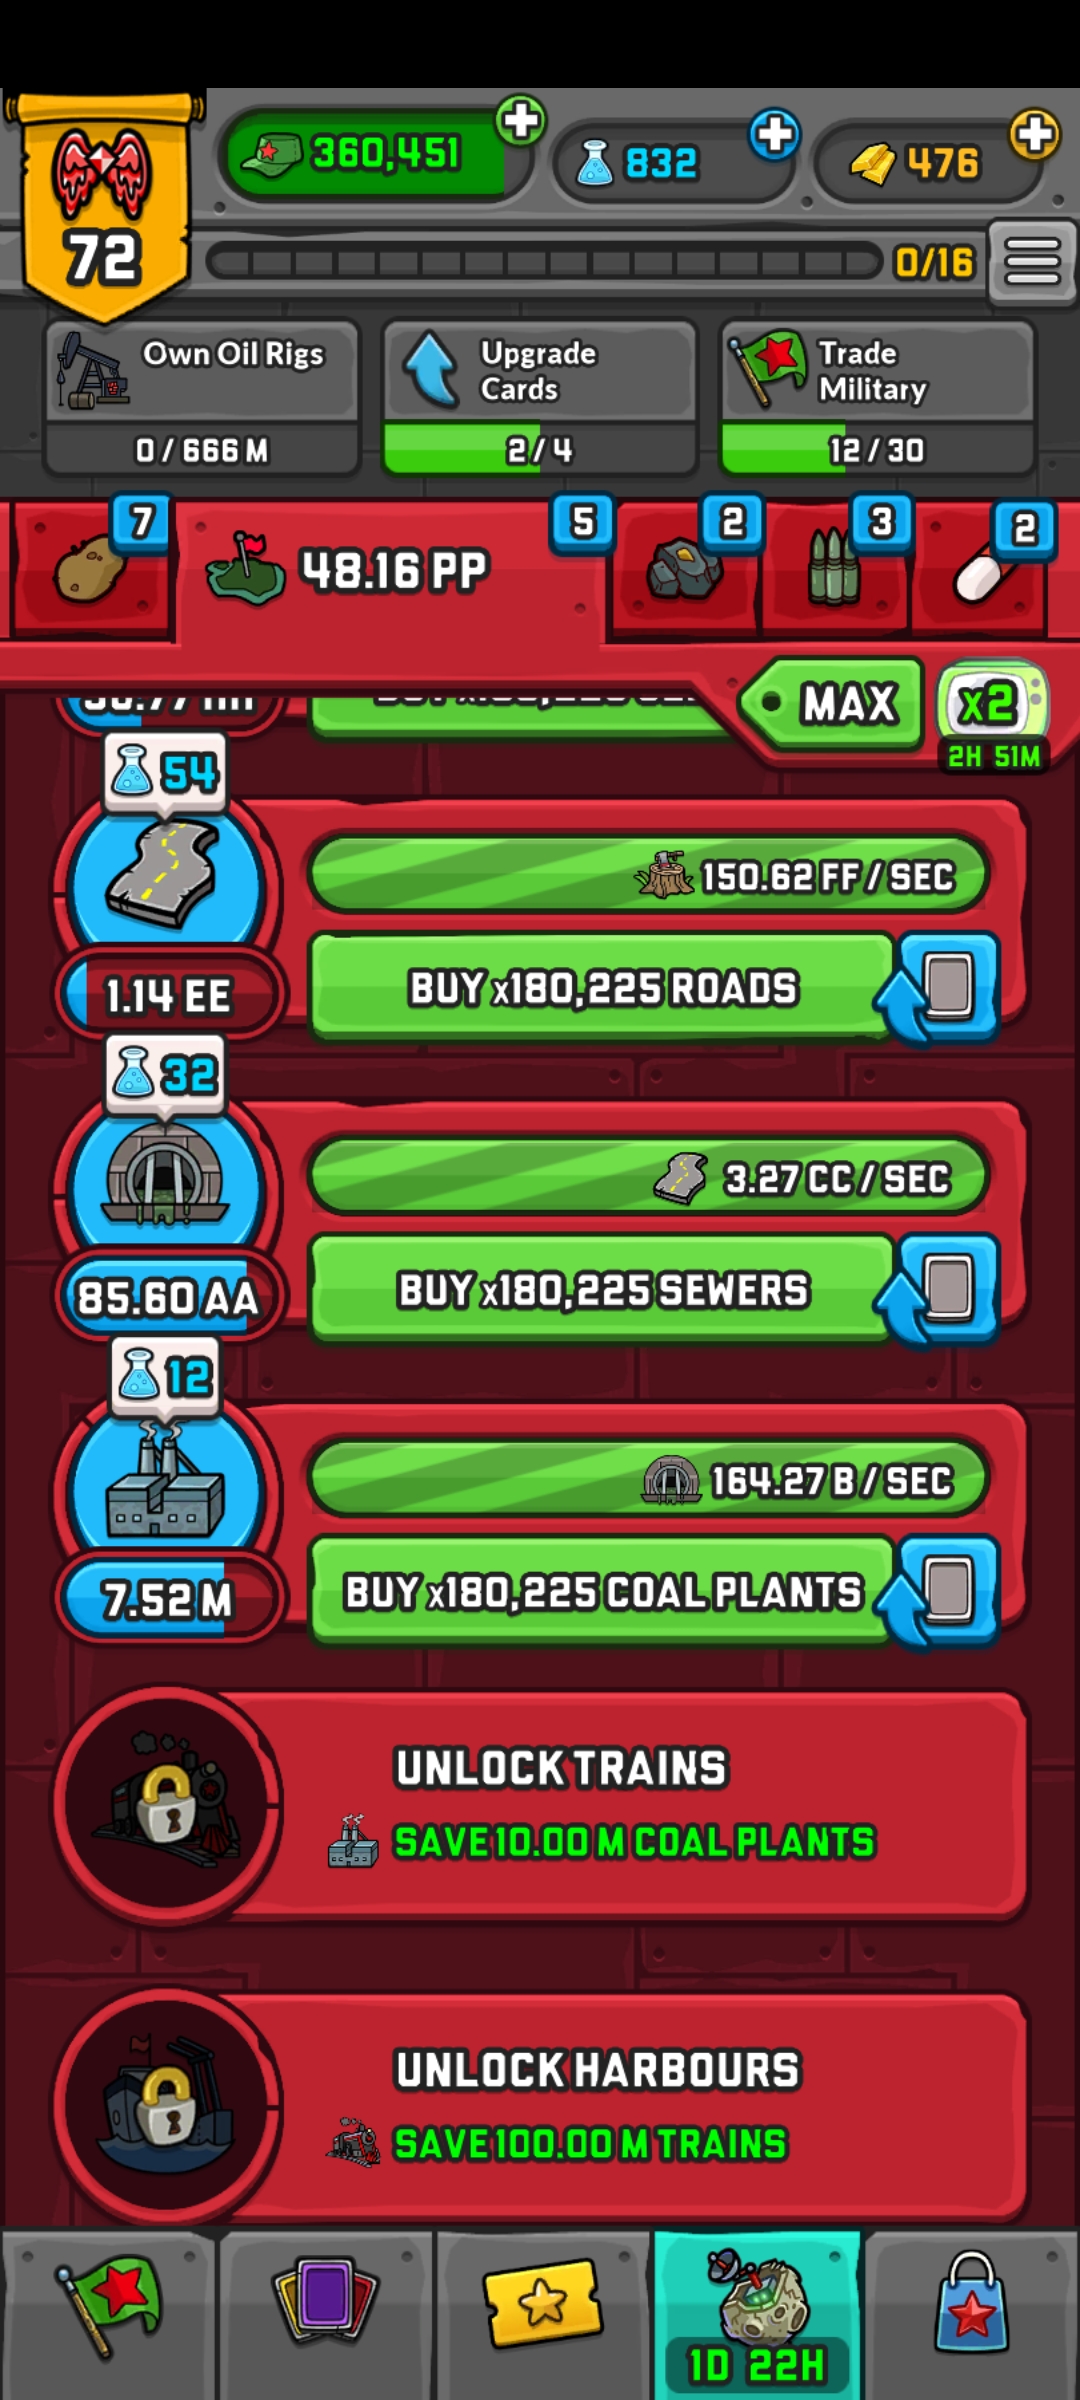 360,451
832
476
72
0/16
Own Oil Rigs
0 / 666 M
Upgrade
Cards
2 / 4
Trade
Military
12 / 30
7
48.16 PP
5
2
3
2
MAX
x2
2H 51M
54
150.62 FF / SEC
1.14 EE
BUY x180,225 ROADS
32
3.27 CC / SEC
85.60 AA
BUY x180,225 SEWERS
12
164.27 B / SEC
7.52 M
BUY x180,225 COAL PLANTS
UNLOCK TRAINS
SAVE 10.00 M COAL PLANTS
UNLOCK HARBOURS
SAVE 100.00 M TRAINS
1D 22H